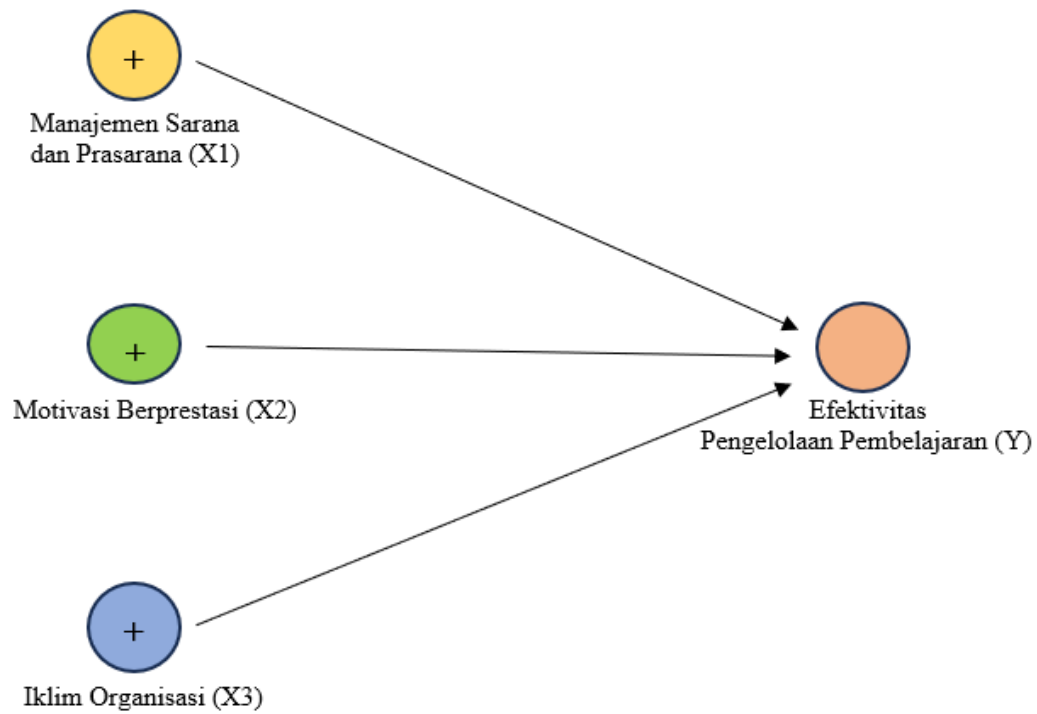 +
Manajemen Sarana
dan Prasarana (X1)
+
Motivasi Berprestasi (X2)
Efektivitas
Pengelolaan Pembelajaran (Y)
+
Iklim Organisasi (X3)